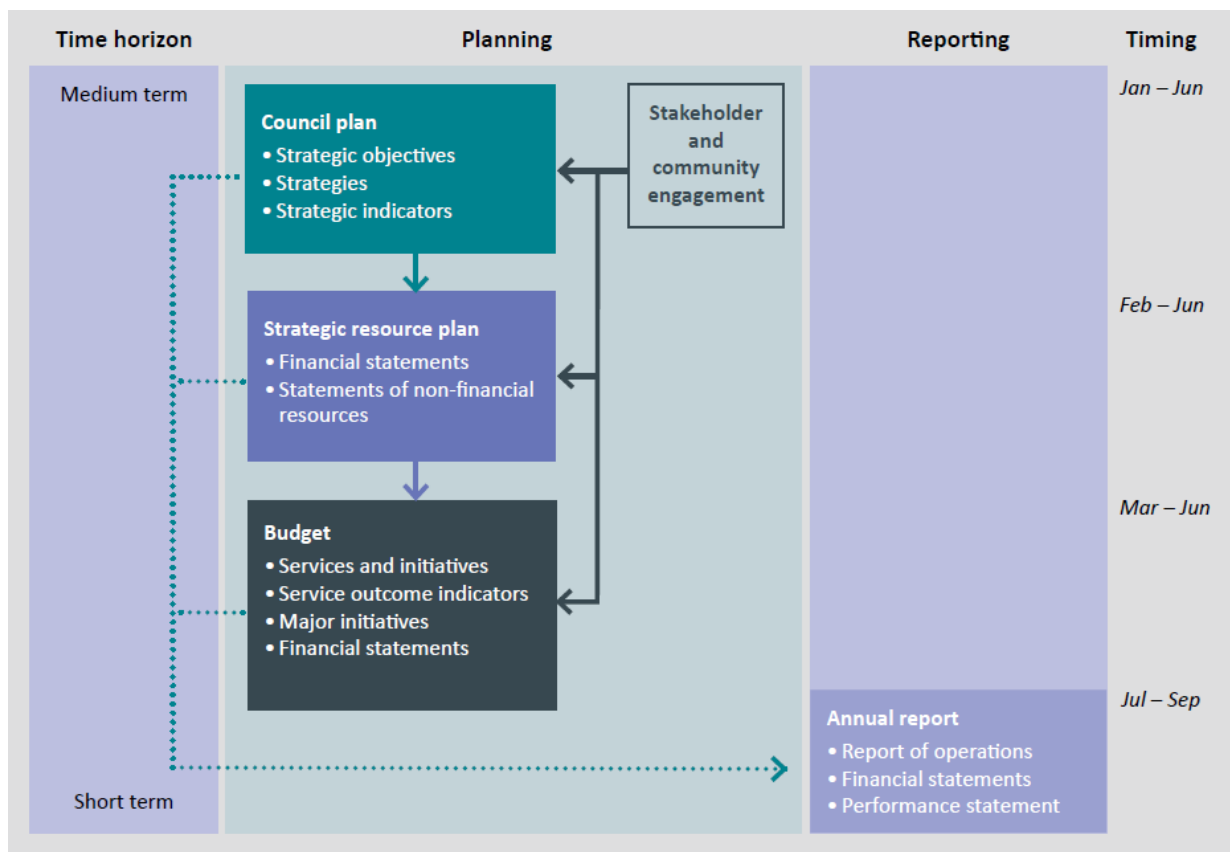 Time horizon
Planning
Reporting
Timing
Medium term
Jan – Jun
Council plan
• Strategic objectives
• Strategies
• Strategic indicators
Stakeholder
and
community
engagement
Feb – Jun
Strategic resource plan
• Financial statements
• Statements of non-financial
resources
Mar – Jun
Budget
• Services and initiatives
• Service outcome indicators
• Major initiatives
• Financial statements
Jul – Sep
Annual report
• Report of operations
• Financial statements
• Performance statement
Short term